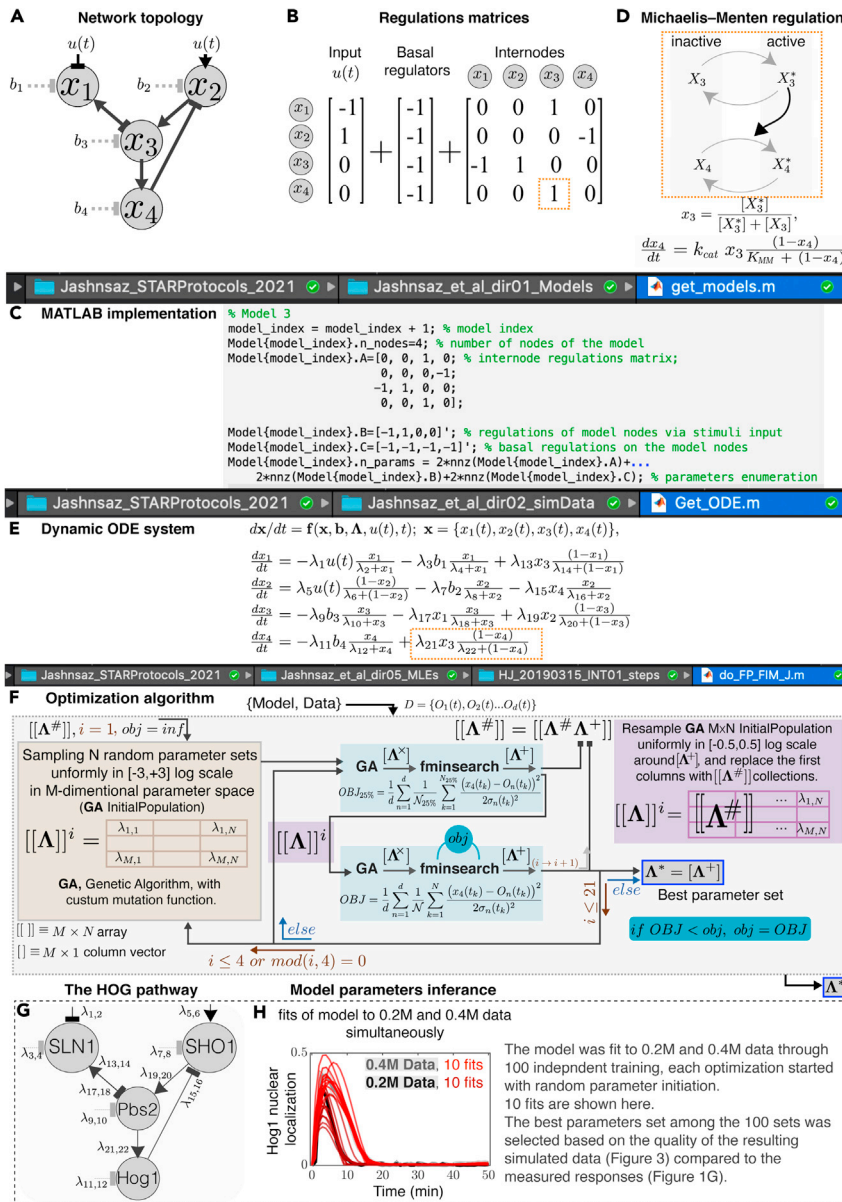 A Network topology
u(t) u(t)
b1 x1 b2 x2
b3 x3
b4 x4
B Regulations matrices
Input u(t) Basal regulators Internodes
x1 x2 x3 x4
x1 [-1] [-1] [0 0 1 0]
x2 [1] + [-1] + [0 0 0 -1]
x3 [0] [-1] [-1 1 0 0]
x4 [0] [-1] [0 0 1 0]
D Michaelis–Menten regulation
inactive active
X3 X3*
X4 X4*
x3 = [X3*] / ([X3*] + [X3]),
dx4/dt = kcat x3 (1-x4) / (KMM + (1-x4))
Jashnsaz_STARProtocols_2021 Jashnsaz_et_al_dir01_Models get_models.m
C MATLAB implementation
% Model 3
model_index = model_index + 1; % model index
Model{model_index}.n_nodes=4; % number of nodes of the model
Model{model_index}.A=[0, 0, 1, 0; % internode regulations matrix;
0, 0, 0,-1;
-1, 1, 0, 0;
0, 0, 1, 0];
Model{model_index}.B=[-1,1,0,0]'; % regulations of model nodes via stimuli input
Model{model_index}.C=[-1,-1,-1,-1]'; % basal regulations on the model nodes
Model{model_index}.n_params = 2*nnz(Model{model_index}.A)+...
2*nnz(Model{model_index}.B)+2*nnz(Model{model_index}.C); % parameters enumeration
Jashnsaz_STARProtocols_2021 Jashnsaz_et_al_dir02_simData Get_ODE.m
E Dynamic ODE system
dx/dt = f(x, b, Λ, u(t), t); x = {x1(t), x2(t), x3(t), x4(t)},
dx1/dt = −λ1u(t) x1/(λ2+x1) − λ3b1 x1/(λ4+x1) + λ13x3 (1−x1)/(λ14+(1−x1))
dx2/dt = λ5u(t) (1−x2)/(λ6+(1−x2)) − λ7b2 x2/(λ8+x2) − λ15x4 x2/(λ16+x2)
dx3/dt = −λ9b3 x3/(λ10+x3) − λ17x1 x3/(λ18+x3) + λ19x2 (1−x3)/(λ20+(1−x3))
dx4/dt = −λ11b4 x4/(λ12+x4) + λ21x3 (1−x4)/(λ22+(1−x4))
Jashnsaz_STARProtocols_2021 Jashnsaz_et_al_dir05_MLEs HJ_20190315_INT01_steps do_FP_FIM_J.m
F Optimization algorithm
{Model, Data} D = {O1(t), O2(t)...Od(t)}
[[Λ#]], i = 1, obj = inf
Sampling N random parameter sets
unformly in [-3,+3] log scale
in M-dimentional parameter space
(GA InitialPopulation)
[[Λ]]^i =
λ1,1 λ1,N
λM,1 λM,N
GA, Genetic Algorithm, with
custum mutation function.
[[ ]] ≡ M × N array
[ ] ≡ M × 1 column vector
[Λ×] [Λ+]
GA fminsearch
OBJ25% = 1/d Σ(n=1..d) 1/N25% Σ(k=1..N25%) (x4(tk)−On(tk))²/2σn(tk)²
[[Λ]]^i
obj
[Λ×] [Λ+]
GA fminsearch (i → i+1)
OBJ = 1/d Σ(n=1..d) 1/N Σ(k=1..N) (x4(tk)−On(tk))²/2σn(tk)²
[[Λ#]] = [[Λ#Λ+]]
Resample GA MxN InitialPopulation
uniformly in [-0.5,0.5] log scale
around[Λ+], and replace the first
columns with[[Λ#]] collections.
[[Λ]]^i = [[Λ#]] ... λ1,N
... λM,N
i ≤ 21 else
Λ* = [Λ+]
Best parameter set
if OBJ < obj, obj = OBJ
else
i ≤ 4 or mod(i, 4) = 0
Λ*
The HOG pathway Model parameters inferance
G
λ1,2 λ5,6
SLN1 SHO1
λ3,4 λ7,8
λ13,14 λ19,20 λ15,16
λ17,18 Pbs2
λ9,10
λ21,22
λ11,12 Hog1
H fits of model to 0.2M and 0.4M data
simultaneously
0.4M Data, 10 fits
0.2M Data, 10 fits
0.5
0
Hog1 nuclear
localization
0 10 20 30 40 50
Time (min)
The model was fit to 0.2M and 0.4M data through
100 indepndent training, each optimization started
with random parameter initiation.
10 fits are shown here.
The best parameters set among the 100 sets was
selected based on the quality of the resulting
simulated data (Figure 3) compared to the
measured responses (Figure 1G).